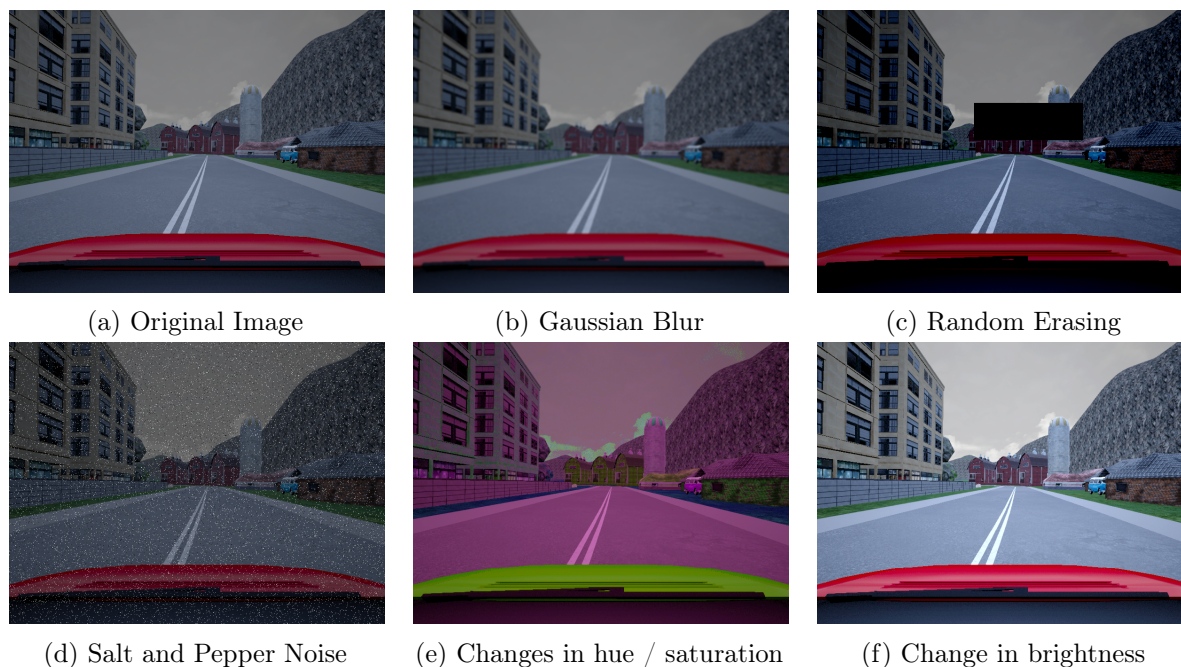 (a) Original Image
(b) Gaussian Blur
(c) Random Erasing
(d) Salt and Pepper Noise
(e) Changes in hue / saturation
(f) Change in brightness